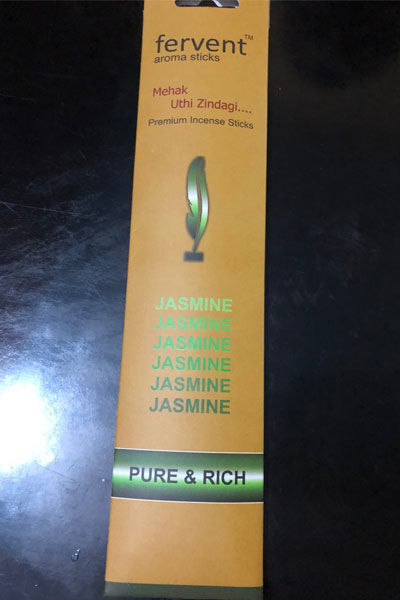 fervent™
aroma sticks
Mehak
Uthi Zindagi....
Premium Incense Sticks
JASMINE
JASMINE
JASMINE
JASMINE
JASMINE
JASMINE
PURE & RICH